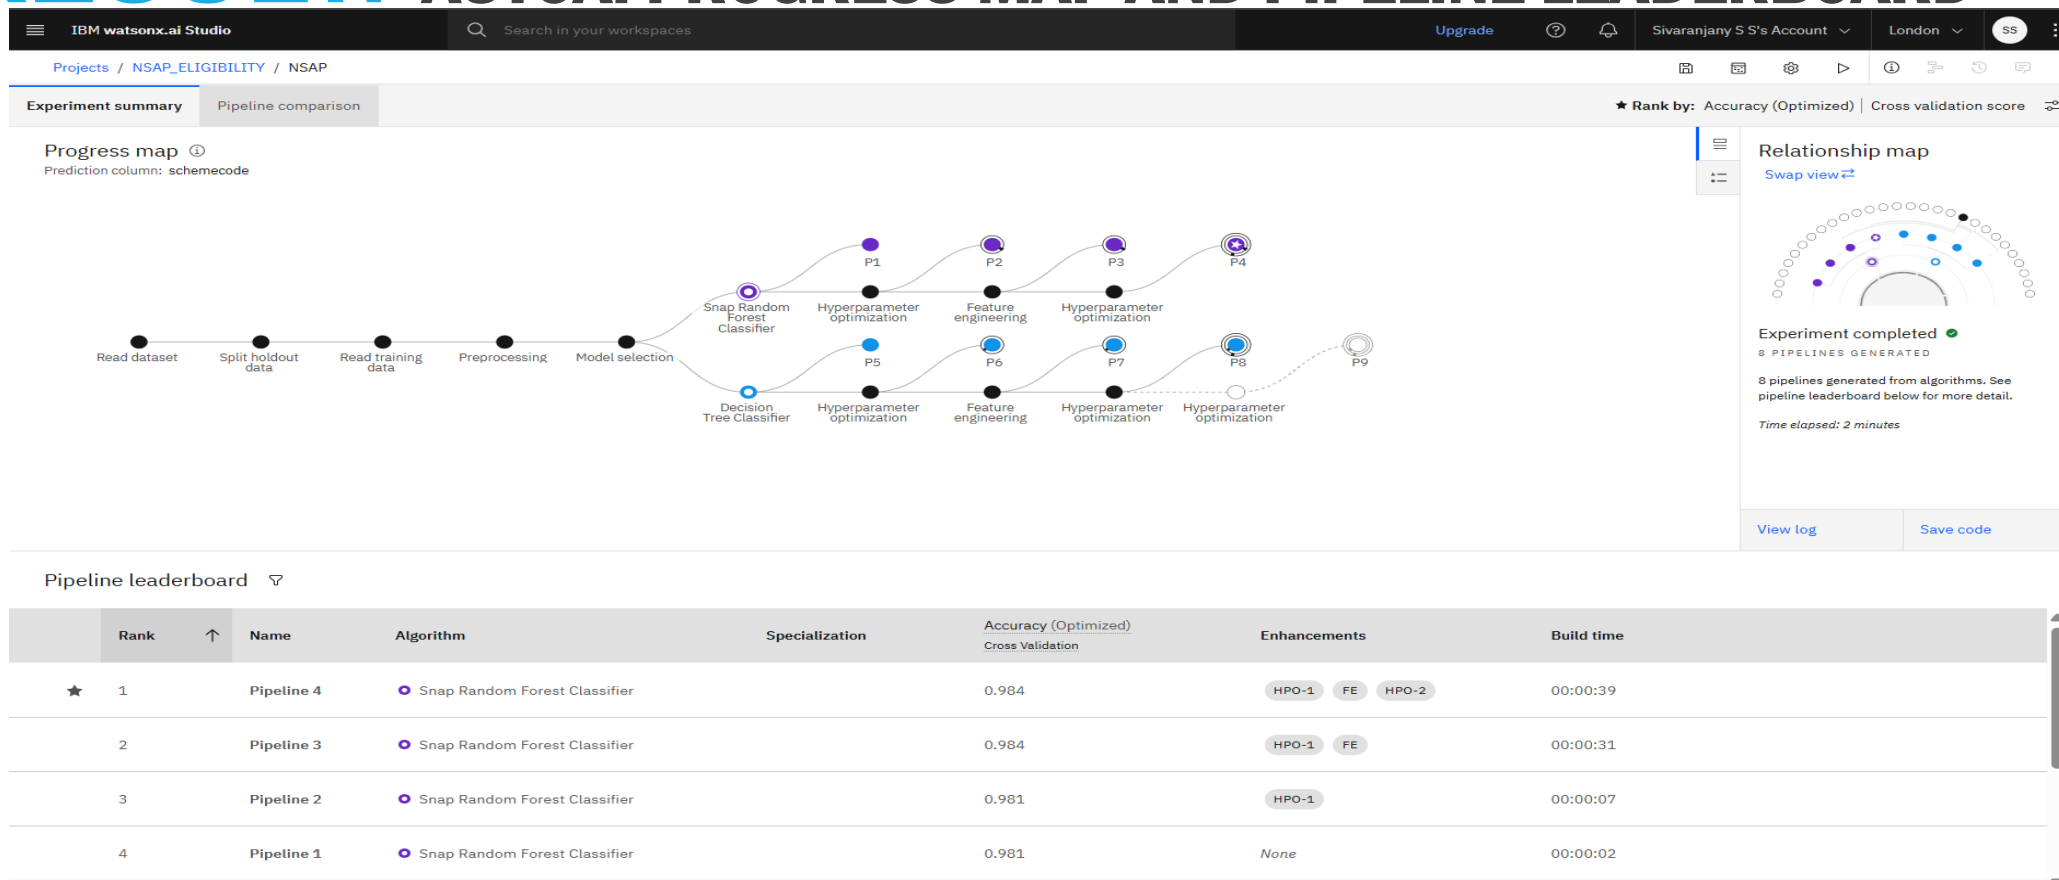 AUTOAI PROGRESS MAP AND PIPELINE LEADERBOARD
IBM watsonx.ai Studio
Search in your workspaces
Upgrade
Sivaranjany S S's Account
London
SS
Projects / NSAP_ELIGIBILITY / NSAP
Experiment summary
Pipeline comparison
Rank by: Accuracy (Optimized) | Cross validation score
Progress map
Prediction column: schemecode
P1
P2
P3
P4
Snap Random
Forest
Classifier
Hyperparameter
optimization
Feature
engineering
Hyperparameter
optimization
Read dataset
Split holdout
data
Read training
data
Preprocessing
Model selection
P5
P6
P7
P8
P9
Decision
Tree Classifier
Hyperparameter
optimization
Feature
engineering
Hyperparameter
optimization
Hyperparameter
optimization
Relationship map
Swap view
Experiment completed
8 PIPELINES GENERATED
8 pipelines generated from algorithms. See
pipeline leaderboard below for more detail.
Time elapsed: 2 minutes
View log
Save code
Pipeline leaderboard
Rank Name Algorithm Specialization Accuracy (Optimized) Enhancements Build time
Cross Validation
1 Pipeline 4 Snap Random Forest Classifier 0.984 HPO-1 FE HPO-2 00:00:39
2 Pipeline 3 Snap Random Forest Classifier 0.984 HPO-1 FE 00:00:31
3 Pipeline 2 Snap Random Forest Classifier 0.981 HPO-1 00:00:07
4 Pipeline 1 Snap Random Forest Classifier 0.981 None 00:00:02